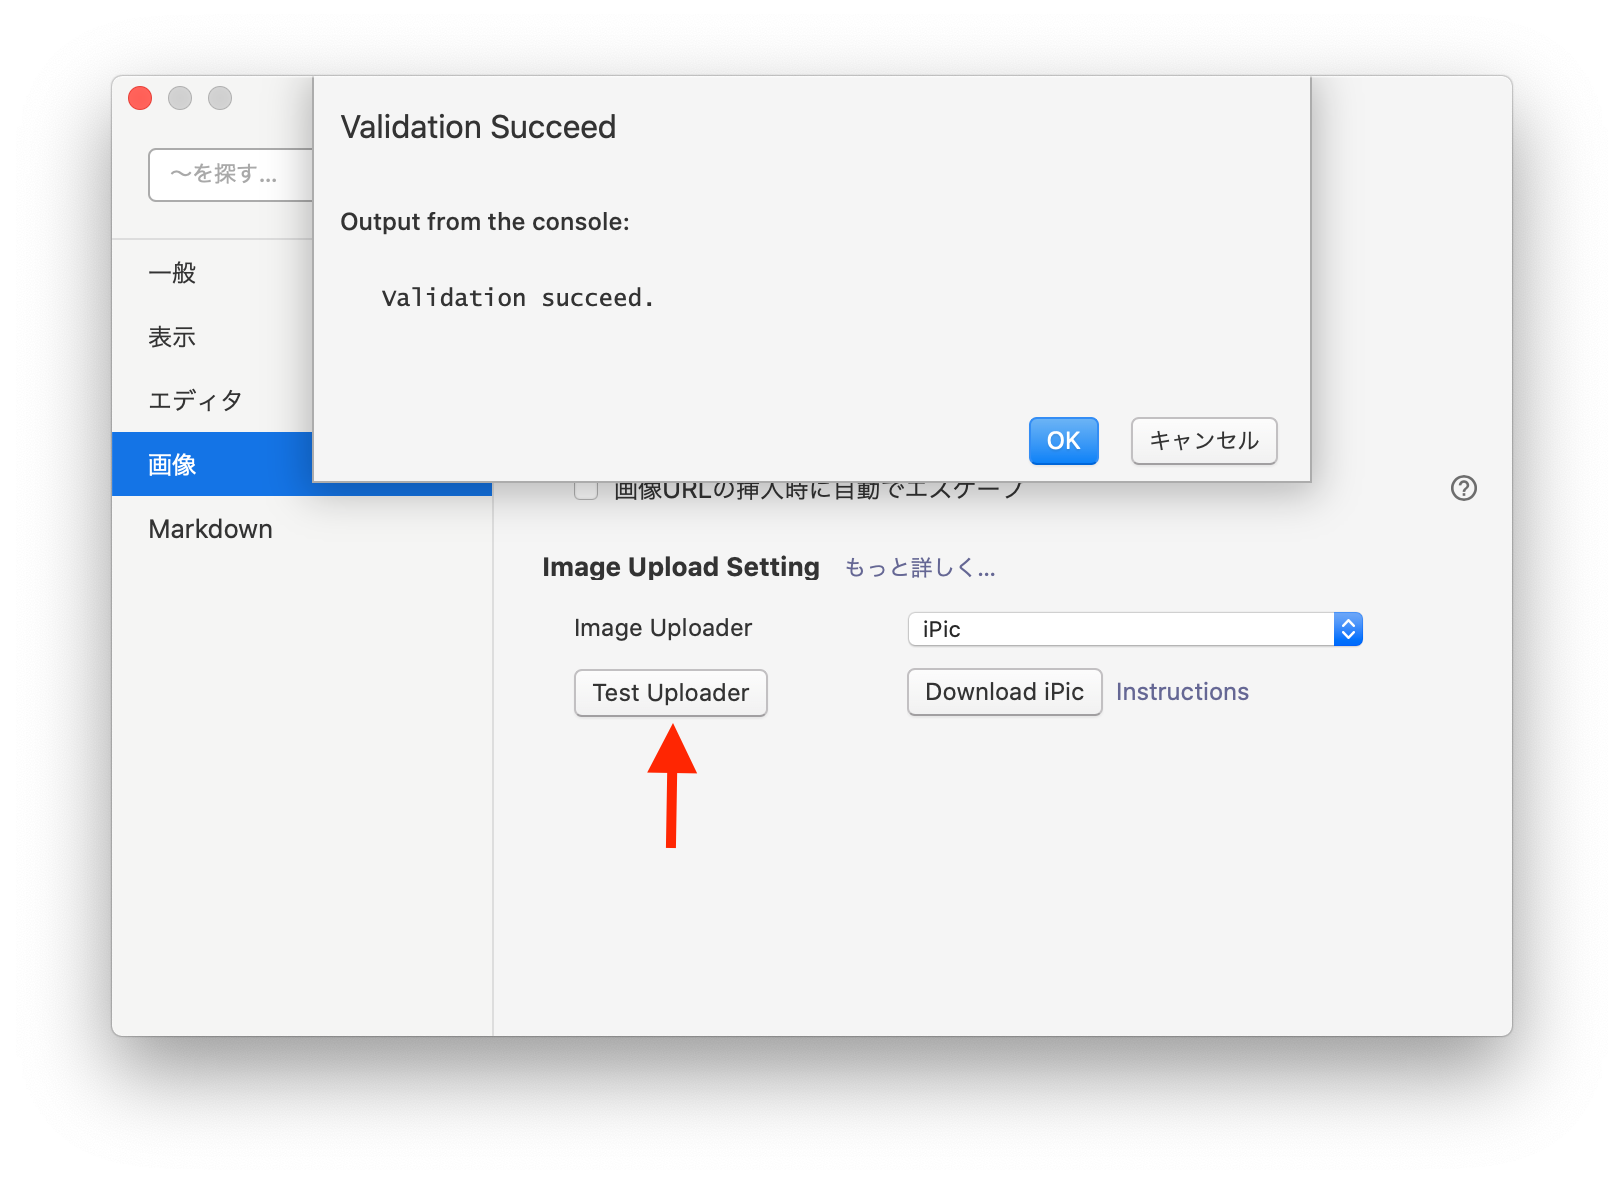 Validation Succeed
Output from the console:
Validation succeed.
OK
キャンセル
～を探す...
一般
表示
エディタ
画像
Markdown
画像URLの挿入時に自動でエスケープ
Image Upload Setting もっと詳しく...
Image Uploader
iPic
Test Uploader
Download iPic
Instructions